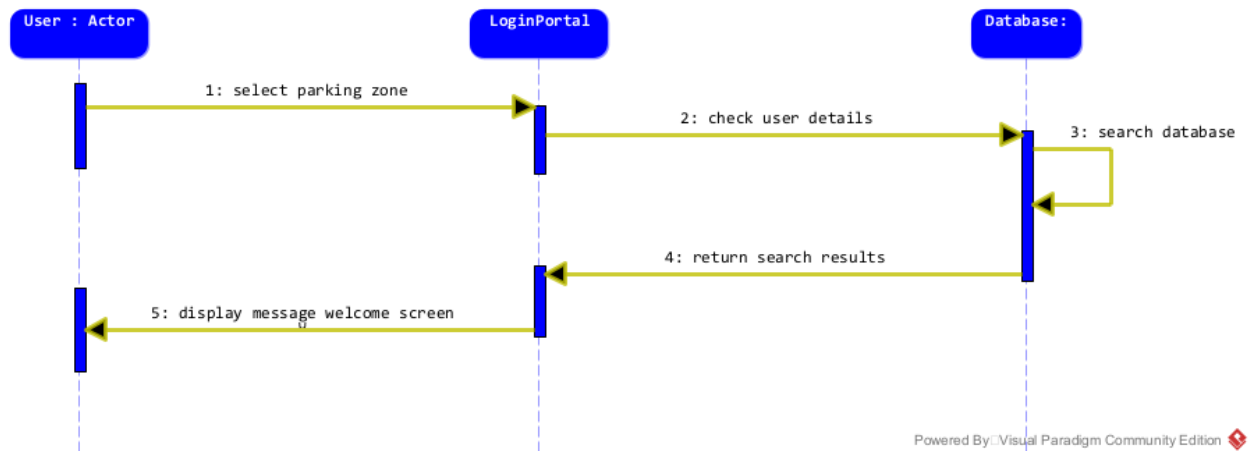 User : Actor
LoginPortal
Database:
1: select parking zone
2: check user details
3: search database
4: return search results
5: display message welcome screen
Powered By Visual Paradigm Community Edition